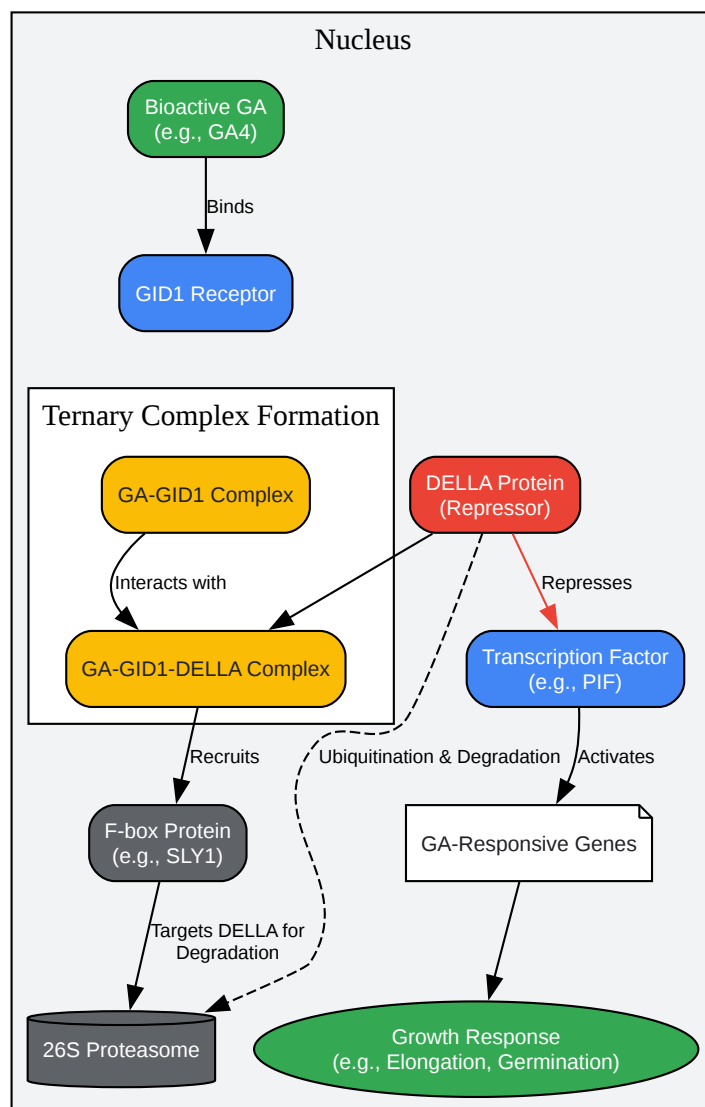 Nucleus
Bioactive GA
(e.g., GA4)
Binds
GID1 Receptor
Ternary Complex Formation
GA-GID1 Complex
DELLA Protein
(Repressor)
Interacts with
Represses
GA-GID1-DELLA Complex
Transcription Factor
(e.g., PIF)
Recruits
Ubiquitination & Degradation
Activates
F-box Protein
(e.g., SLY1)
GA-Responsive Genes
Targets DELLA for
Degradation
26S Proteasome
Growth Response
(e.g., Elongation, Germination)